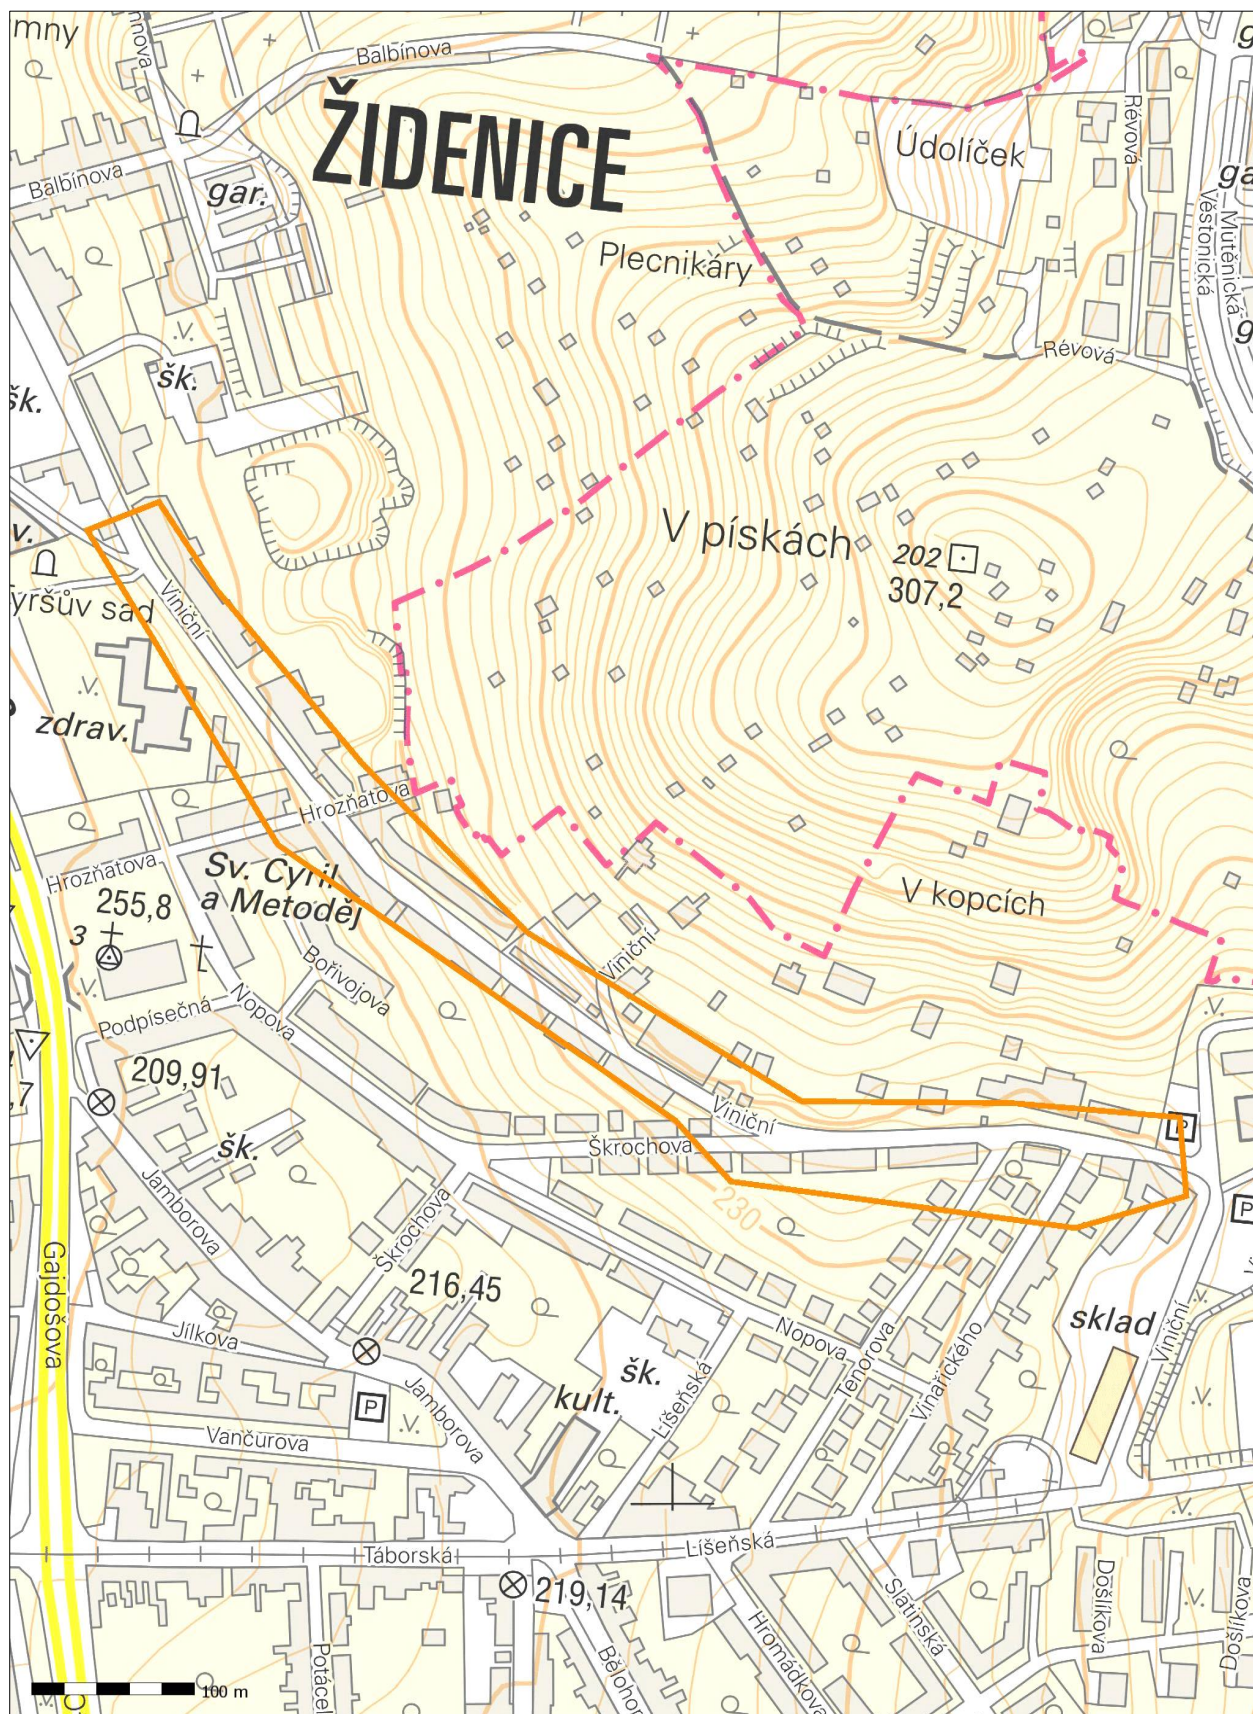 mny
Balbínova
ŽIDENICE
Údolíček
Révová
Balbínova
gar.
Věstonická
Mutěnická
Plecnikáry
Révová
šk.
šk.
V pískách
202
307,2
v.
yršův sad
Viniční
.v.
zdrav.
Hrozňatova
Hrozňatova
Sv. Cyril
a Metoděj
V kopcích
255,8
3
Viniční
Bořivojova
Nopova
Podpísečná
209,91
,7
Viniční
Škrochova
P
šk.
Jamborova
230
P
Škrochova
216,45
Gajdošova
Jílkova
Nopova
sklad
Viniční
Tenorova
Vinařického
šk.
kult.
Líšeňská
Jamborova
P
Vančurova
Táborská
Líšeňská
219,14
Slatinská
Došlíkova
Došlíkova
Hromádkova
Potácel
Bělohor
100 m